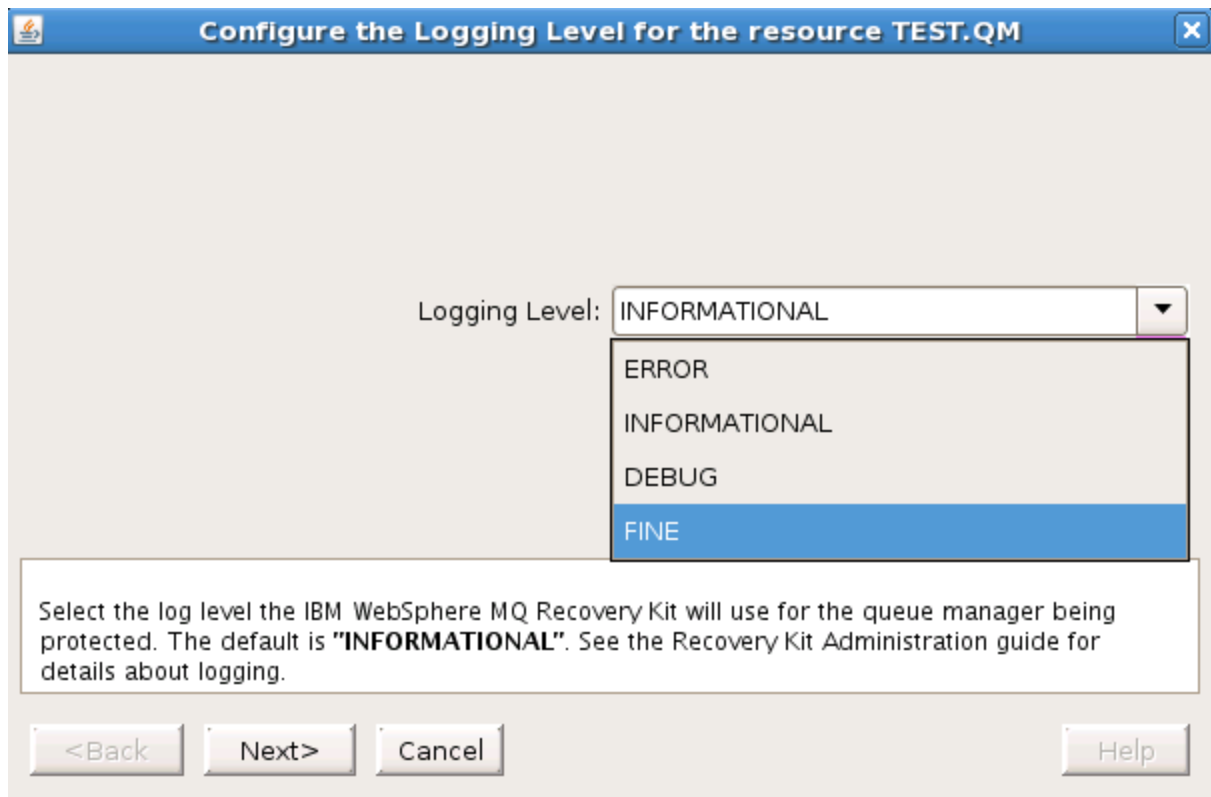 Configure the Logging Level for the resource TEST.QM
Logging Level: INFORMATIONAL
ERROR
INFORMATIONAL
DEBUG
FINE
Select the log level the IBM WebSphere MQ Recovery Kit will use for the queue manager being
protected. The default is "INFORMATIONAL". See the Recovery Kit Administration guide for
details about logging.
<Back Next> Cancel Help